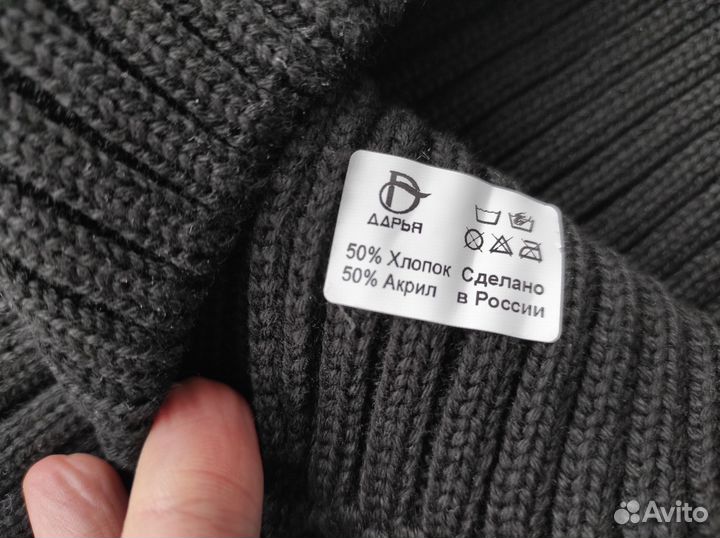 ДАРЬЯ
50% Хлопок
50% Акрил
Сделано
в России
Avito